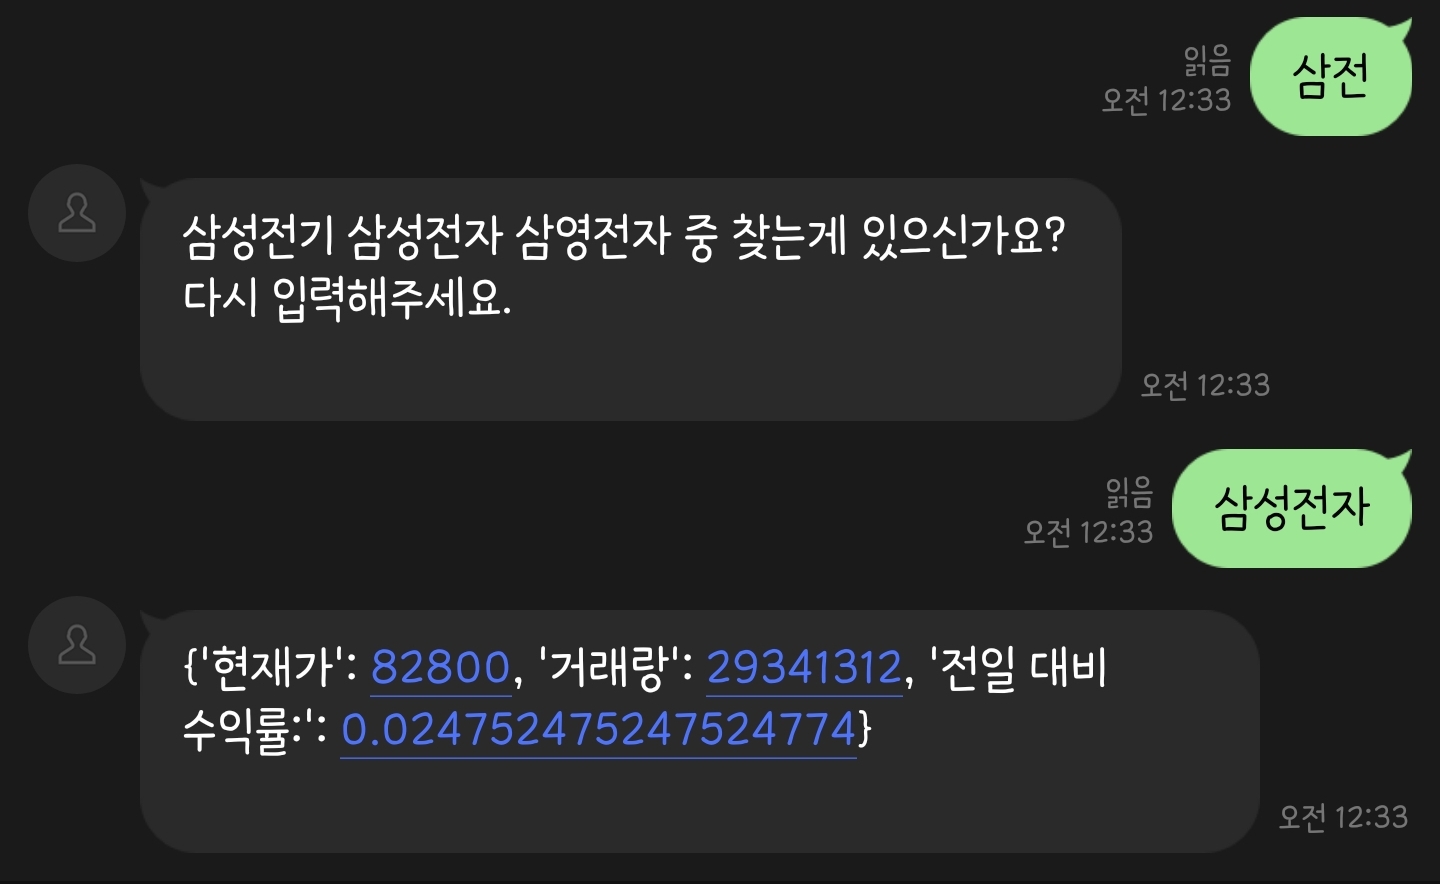 삼전
읽음
오전 12:33
삼성전기 삼성전자 삼영전자 중 찾는게 있으신가요?
다시 입력해주세요.
오전 12:33
삼성전자
읽음
오전 12:33
{'현재가': 82800, '거래량': 29341312, '전일 대비
수익률:': 0.024752475247524774}
오전 12:33